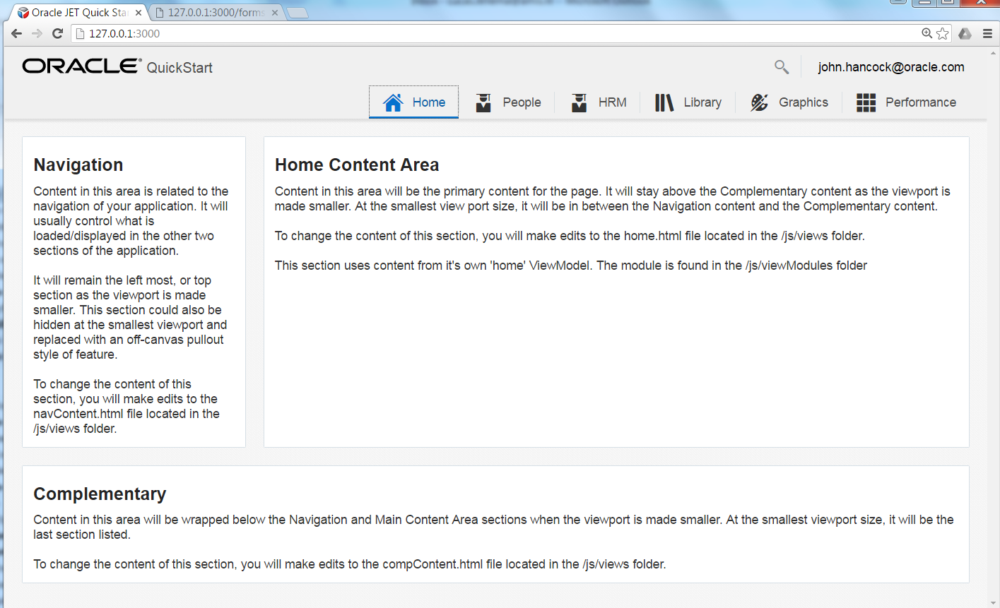 Oracle JET Quick Sta
127.0.0.1:3000/forms
127.0.0.1:3000
ORACLE® QuickStart
john.hancock@oracle.com
Home
People
HRM
Library
Graphics
Performance
Navigation
Content in this area is related to the
navigation of your application. It will
usually control what is
loaded/displayed in the other two
sections of the application.
It will remain the left most, or top
section as the viewport is made
smaller. This section could also be
hidden at the smallest viewport and
replaced with an off-canvas pullout
style of feature.
To change the content of this
section, you will make edits to the
navContent.html file located in the
/js/views folder.
Home Content Area
Content in this area will be the primary content for the page. It will stay above the Complementary content as the viewport is
made smaller. At the smallest view port size, it will be in between the Navigation content and the Complementary content.
To change the content of this section, you will make edits to the home.html file located in the /js/views folder.
This section uses content from it's own 'home' ViewModel. The module is found in the /js/viewModules folder
Complementary
Content in this area will be wrapped below the Navigation and Main Content Area sections when the viewport is made smaller. At the smallest viewport size, it will be the
last section listed.
To change the content of this section, you will make edits to the compContent.html file located in the /js/views folder.